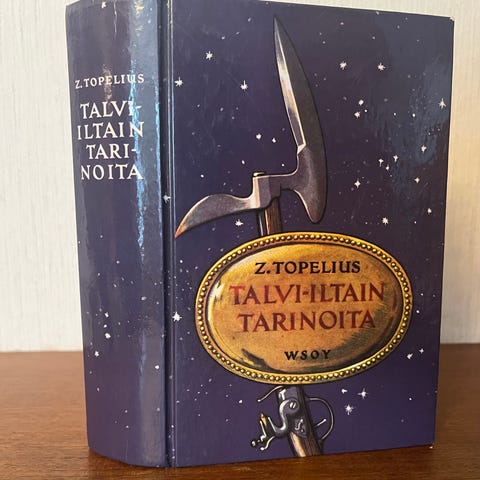 Z. TOPELIUS
TALVI-
ILTAIN
TARI-
NOITA
Z. TOPELIUS
TALVI-ILTAIN
TARINOITA
WSOY